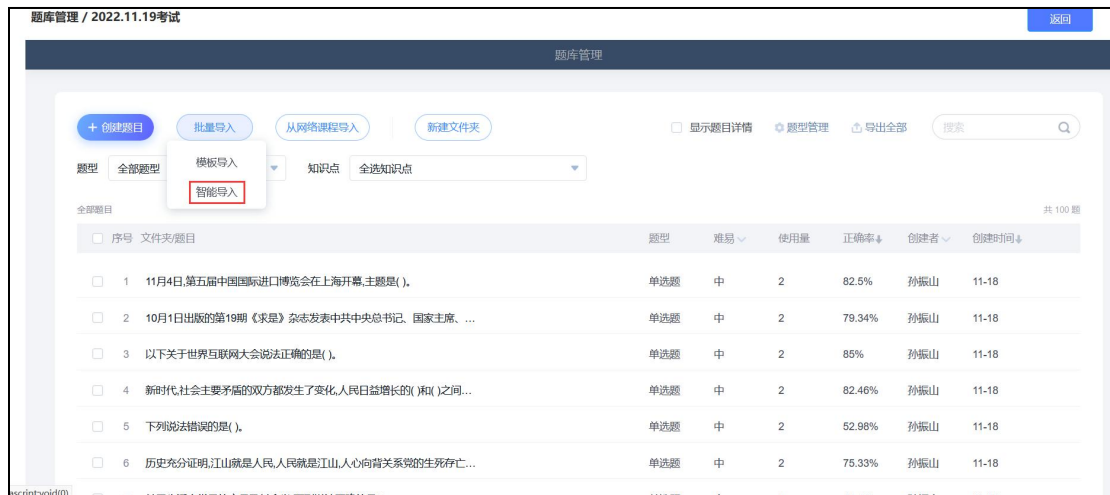 题库管理 / 2022.11.19考试 返回
题库管理
+ 创建题目 批量导入 从网络课程导入 新建文件夹 显示题目详情 题型管理 导出全部 搜索
模板导入
题型 全部题型 知识点 全选知识点
智能导入
全部题目 共 100 题
序号 文件夹/题目 题型 难易 使用量 正确率 创建者 创建时间
1 11月4日,第五届中国国际进口博览会在上海开幕,主题是( )。 单选题 中 2 82.5% 孙振山 11-18
2 10月1日出版的第19期《求是》杂志发表中共中央总书记、国家主席、... 单选题 中 2 79.34% 孙振山 11-18
3 以下关于世界互联网大会说法正确的是( )。 单选题 中 2 85% 孙振山 11-18
4 新时代,社会主要矛盾的双方都发生了变化,人民日益增长的( )和( )之间... 单选题 中 2 82.46% 孙振山 11-18
5 下列说法错误的是( )。 单选题 中 2 52.98% 孙振山 11-18
6 历史充分证明,江山就是人民,人民就是江山,人心向背关系党的生死存亡... 单选题 中 2 75.33% 孙振山 11-18
ascript:void(0)